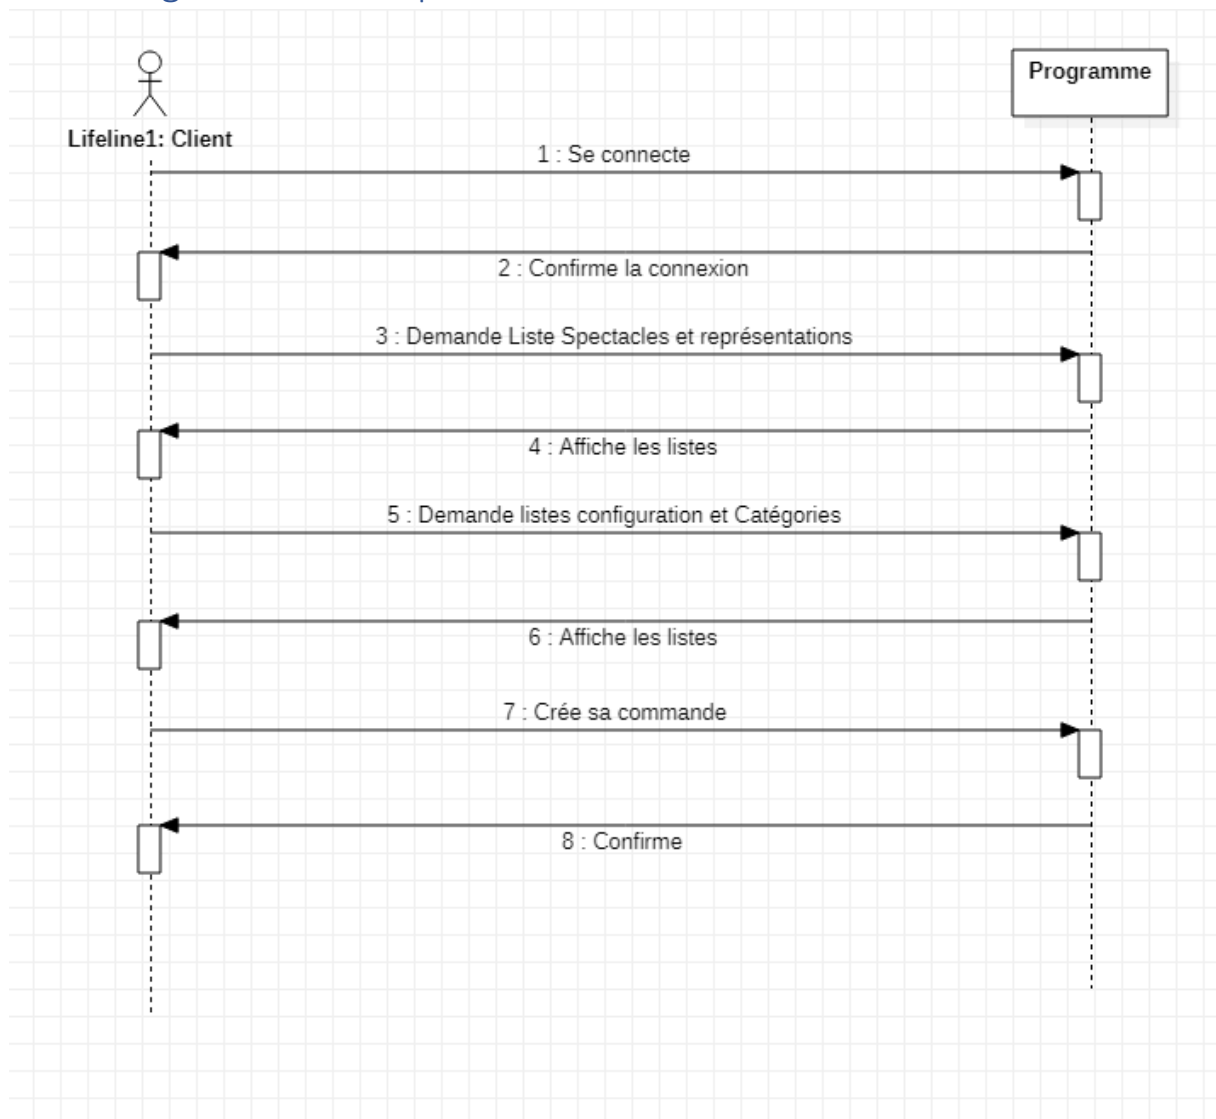 Programme
Lifeline1: Client
1 : Se connecte
2 : Confirme la connexion
3 : Demande Liste Spectacles et représentations
4 : Affiche les listes
5 : Demande listes configuration et Catégories
6 : Affiche les listes
7 : Crée sa commande
8 : Confirme